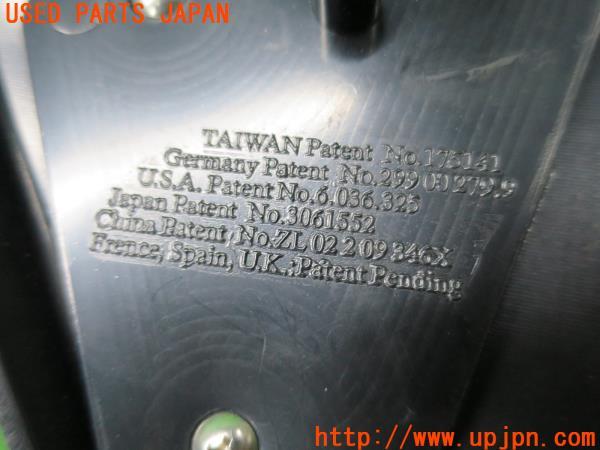 USED PARTS JAPAN
TAIWAN Patent No.175141
Germany Patent No.299 00 279.9
U.S.A. Patent No.6.036.325
Japan Patent No.3061552
China Patent, No.ZL 02 2 09 846X
Frence, Spain, U.K.;Patent Pending
http://www.upjpn.com/